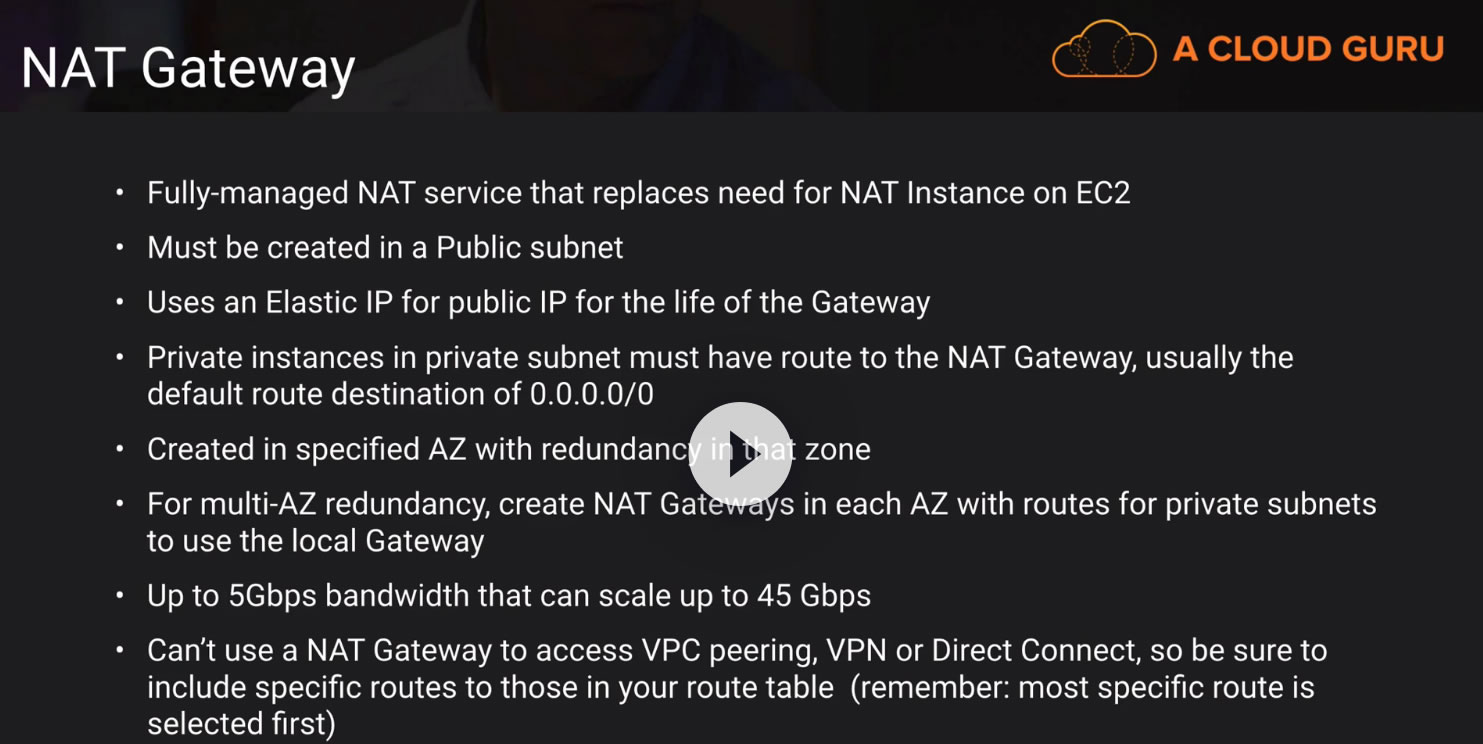 NAT Gateway
A CLOUD GURU
• Fully-managed NAT service that replaces need for NAT Instance on EC2
• Must be created in a Public subnet
• Uses an Elastic IP for public IP for the life of the Gateway
• Private instances in private subnet must have route to the NAT Gateway, usually the
default route destination of 0.0.0.0/0
• Created in specified AZ with redundancy in that zone
• For multi-AZ redundancy, create NAT Gateways in each AZ with routes for private subnets
to use the local Gateway
• Up to 5Gbps bandwidth that can scale up to 45 Gbps
• Can’t use a NAT Gateway to access VPC peering, VPN or Direct Connect, so be sure to
include specific routes to those in your route table  (remember: most specific route is
selected first)